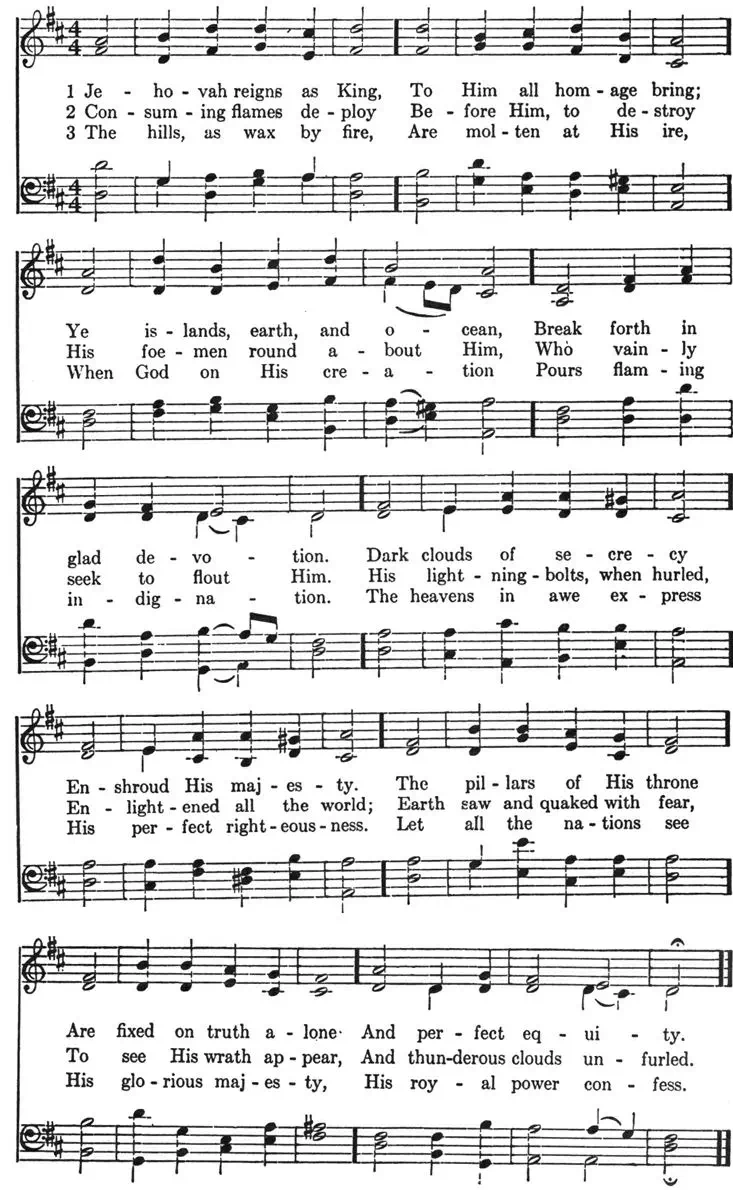 1 Je - ho - vah reigns as King, To Him all hom - age bring;
2 Con - sum - ing flames de - ploy Be - fore Him, to de - stroy
3 The hills, as wax by fire, Are mol - ten at His ire,
Ye is - lands, earth, and o - cean, Break forth in
His foe - men round a - bout Him, Who vain - ly
When God on His cre - a - tion Pours flam - ing
glad de - vo - tion. Dark clouds of se - cre - cy
seek to flout Him. His light - ning - bolts, when hurled,
in - dig - na - tion. The heavens in awe ex - press
En - shroud His maj - es - ty. The pil - lars of His throne
En - light - ened all the world; Earth saw and quaked with fear,
His per - fect right - eous - ness. Let all the na - tions see
Are fixed on truth a - lone And per - fect eq - ui - ty.
To see His wrath ap - pear, And thun - derous clouds un - furled.
His glo - rious maj - es - ty, His roy - al power con - fess.